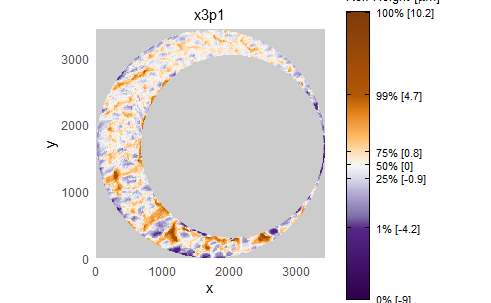 x3p1
100% [10.2]
3000
99% [4.7]
2000
75% [0.8]
50% [0]
25% [-0.9]
y
1000
1% [-4.2]
0
0 1000 2000 3000
x
0% [-9]